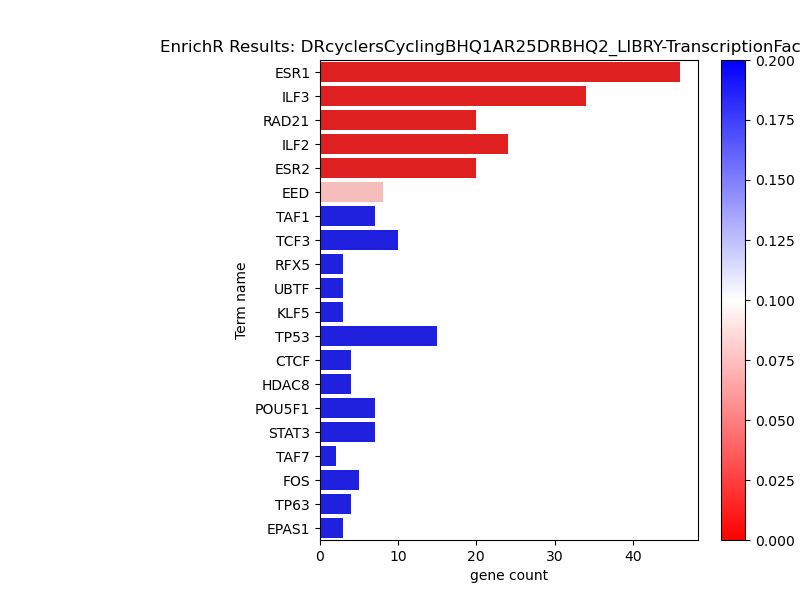 EnrichR Results: DRcyclersCyclingBHQ1AR25DRBHQ2_LIBRY-TranscriptionFac
ESR1
ILF3
RAD21
ILF2
ESR2
EED
TAF1
TCF3
RFX5
UBTF
KLF5
TP53
CTCF
HDAC8
POU5F1
STAT3
TAF7
FOS
TP63
EPAS1
Term name
0 10 20 30 40
gene count
0.200
0.175
0.150
0.125
0.100
0.075
0.050
0.025
0.000